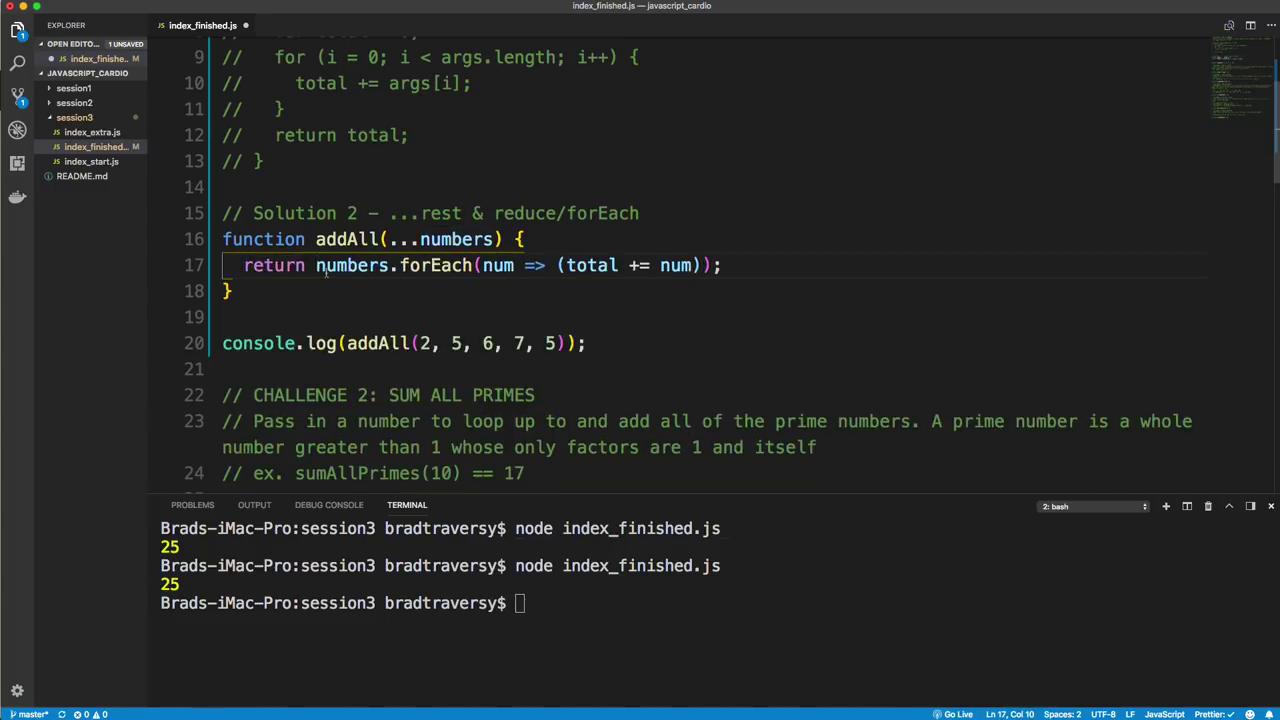 index_finished.js — javascript_cardio
EXPLORER
index_finished.js
OPEN EDITO... 1 UNSAVED
index_finishe... M
JAVASCRIPT_CARDIO
session1
session2
session3
index_extra.js
index_finished... M
index_start.js
README.md
1
1
9 // for (i = 0; i < args.length; i++) {
10 // total += args[i];
11 // }
12 // return total;
13 // }
14
15 // Solution 2 - ...rest & reduce/forEach
16 function addAll(...numbers) {
17 return numbers.forEach(num => (total += num));
18 }
19
20 console.log(addAll(2, 5, 6, 7, 5));
21
22 // CHALLENGE 2: SUM ALL PRIMES
23 // Pass in a number to loop up to and add all of the prime numbers. A prime number is a whole
number greater than 1 whose only factors are 1 and itself
24 // ex. sumAllPrimes(10) == 17
PROBLEMS OUTPUT DEBUG CONSOLE TERMINAL 2: bash
Brads-iMac-Pro:session3 bradtraversy$ node index_finished.js
25
Brads-iMac-Pro:session3 bradtraversy$ node index_finished.js
25
Brads-iMac-Pro:session3 bradtraversy$
master* 0 0 Go Live Ln 17, Col 10 Spaces: 2 UTF-8 LF JavaScript Prettier: ✓